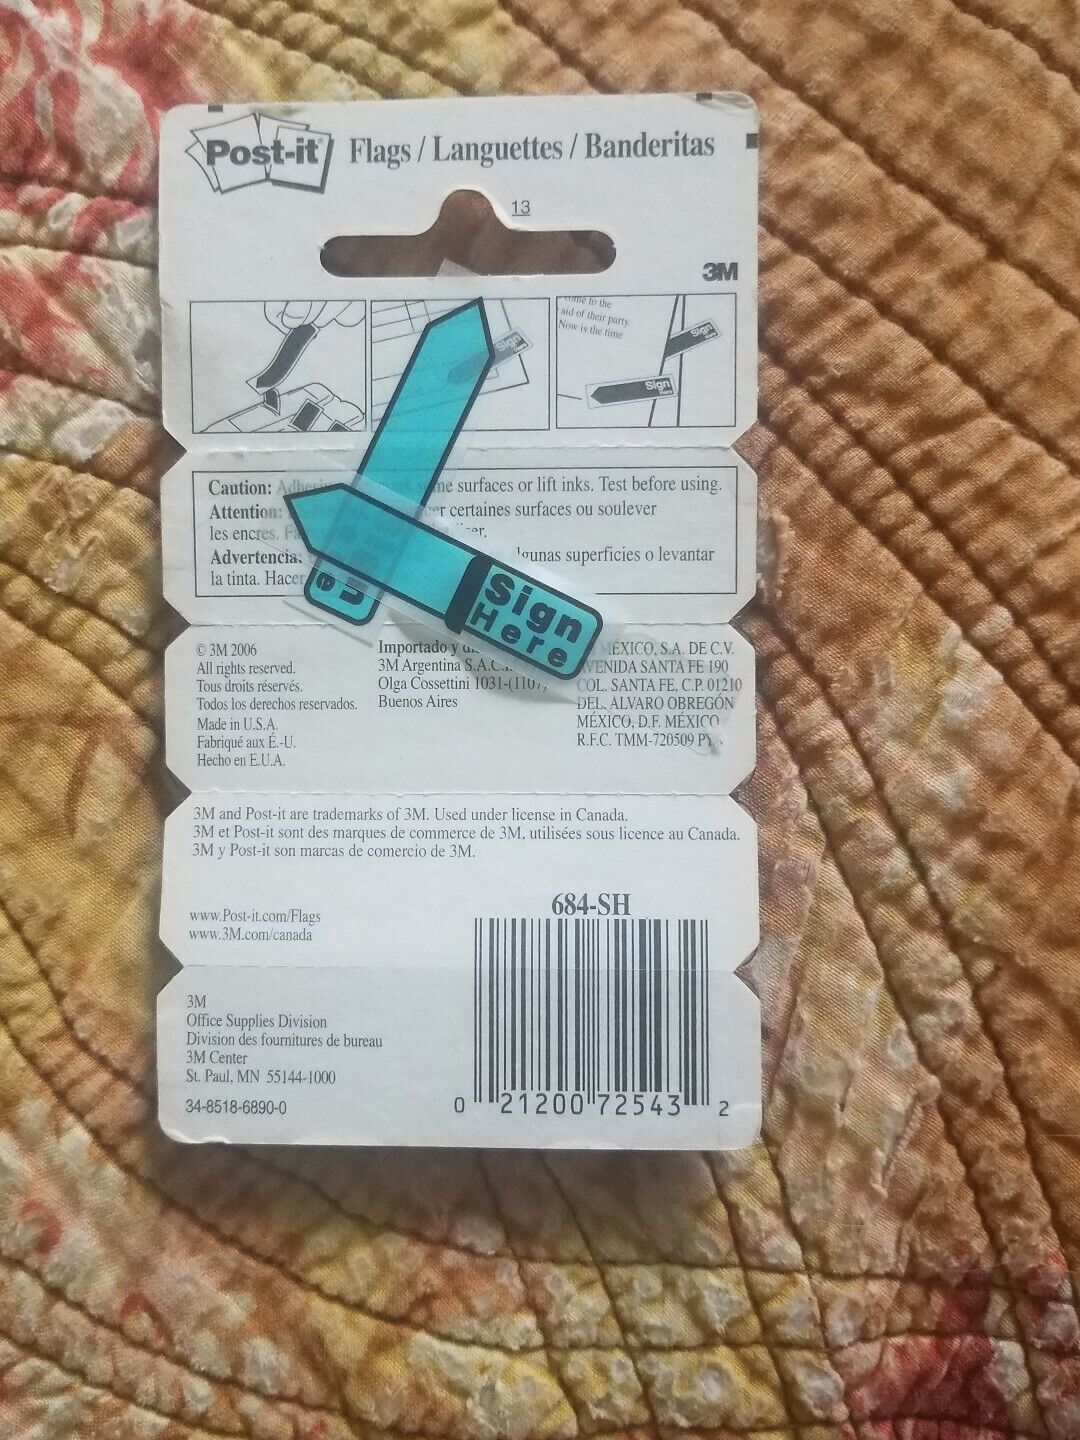 Post-it Flags / Languettes / Banderitas
13
3M
Sign
come to the
aid of their party
Now is the time
Sign
here
Sign
here
Caution: surfaces or lift inks. Test before using.
Attention: certaines surfaces ou soulever
les encres.
Advertencia: superficies o levantar
la tinta. Hacer
Sign
Here
© 3M 2006
All rights reserved.
Tous droits réservés.
Todos los derechos reservados.
Made in U.S.A.
Fabriqué aux É.-U.
Hecho en E.U.A.
Importado y
3M Argentina S.A.C.
Olga Cossettini 1031-(1107)
Buenos Aires
MÉXICO, S.A. DE C.V.
AVENIDA SANTA FE 190
COL. SANTA FE, C.P. 01210
DEL. ALVARO OBREGÓN
MÉXICO, D.F. MÉXICO
R.F.C. TMM-720509
3M and Post-it are trademarks of 3M. Used under license in Canada.
3M et Post-it sont des marques de commerce de 3M, utilisées sous licence au Canada.
3M y Post-it son marcas de comercio de 3M.
www.Post-it.com/Flags
www.3M.com/canada
684-SH
3M
Office Supplies Division
Division des fournitures de bureau
3M Center
St. Paul, MN 55144-1000
34-8518-6890-0
0 21200 72543 2